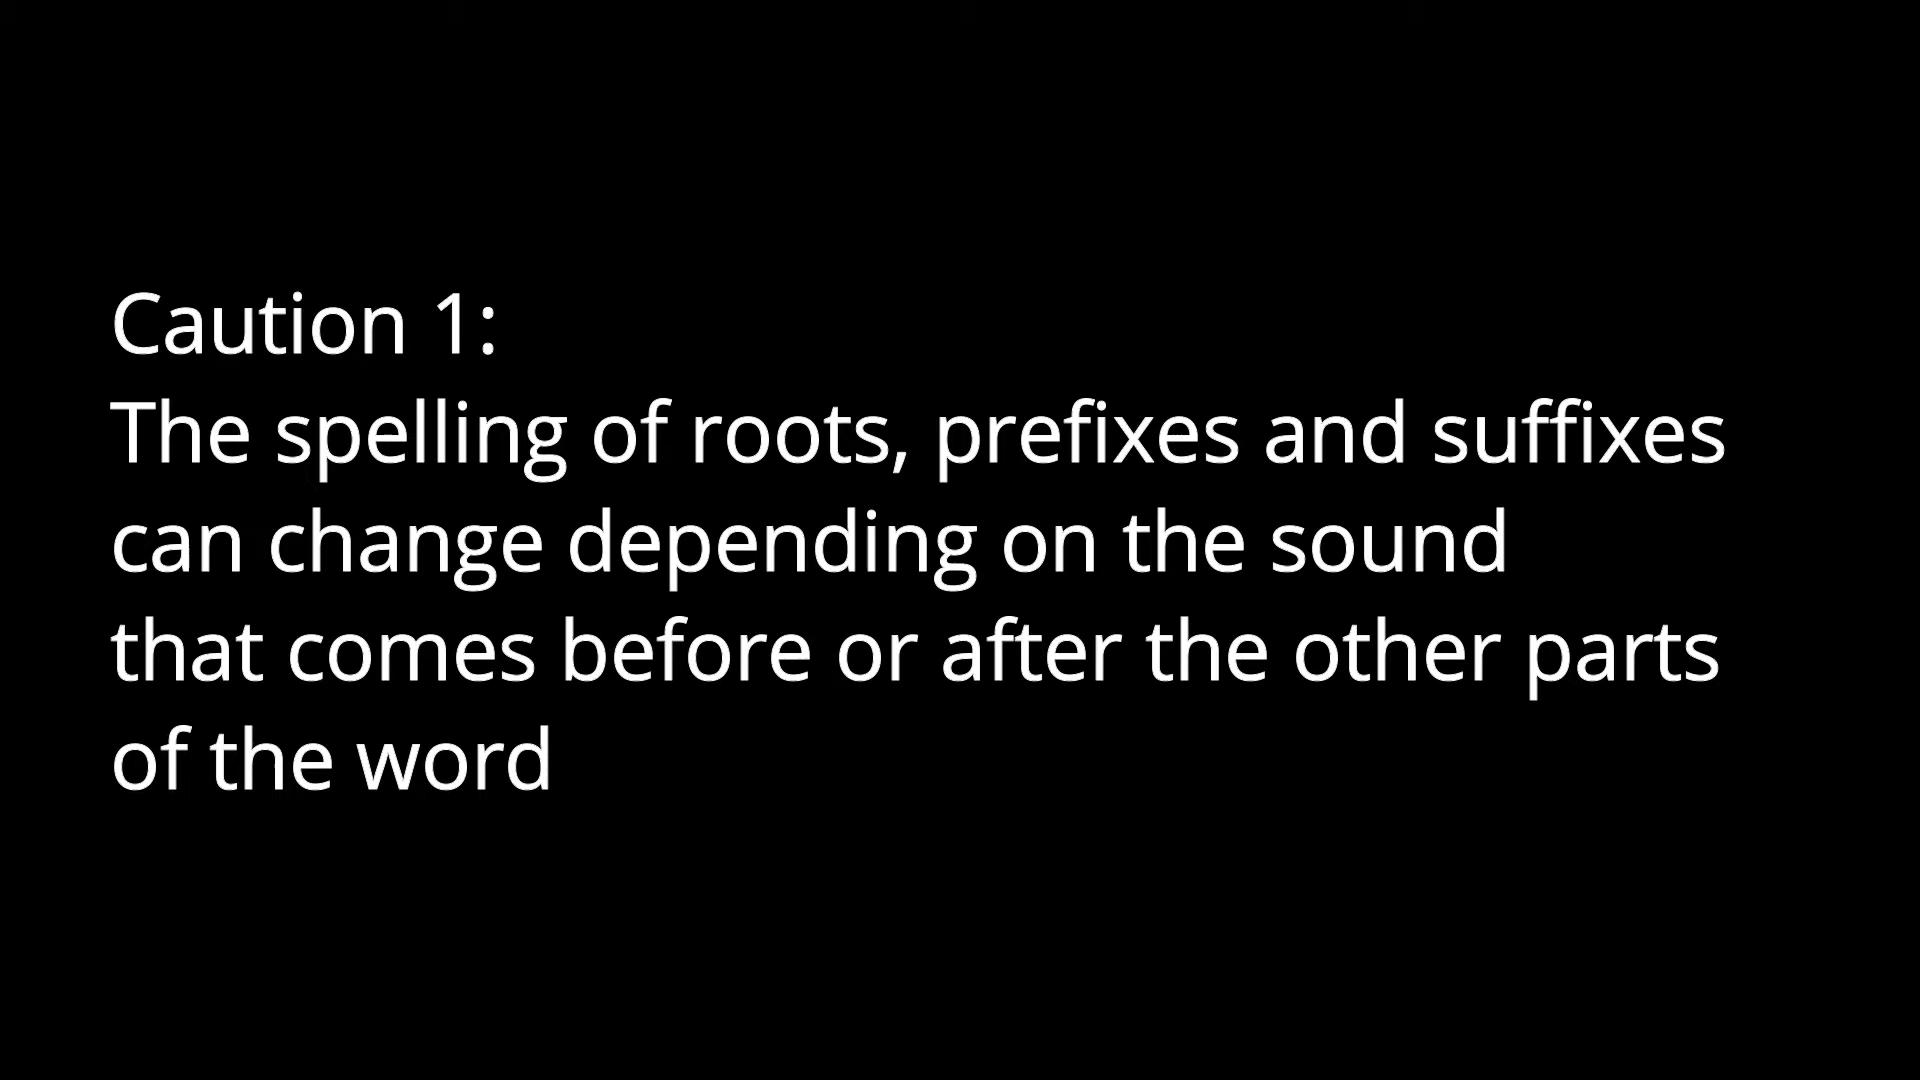 Caution 1:
The spelling of roots, prefixes and suffixes
can change depending on the sound
that comes before or after the other parts
of the word